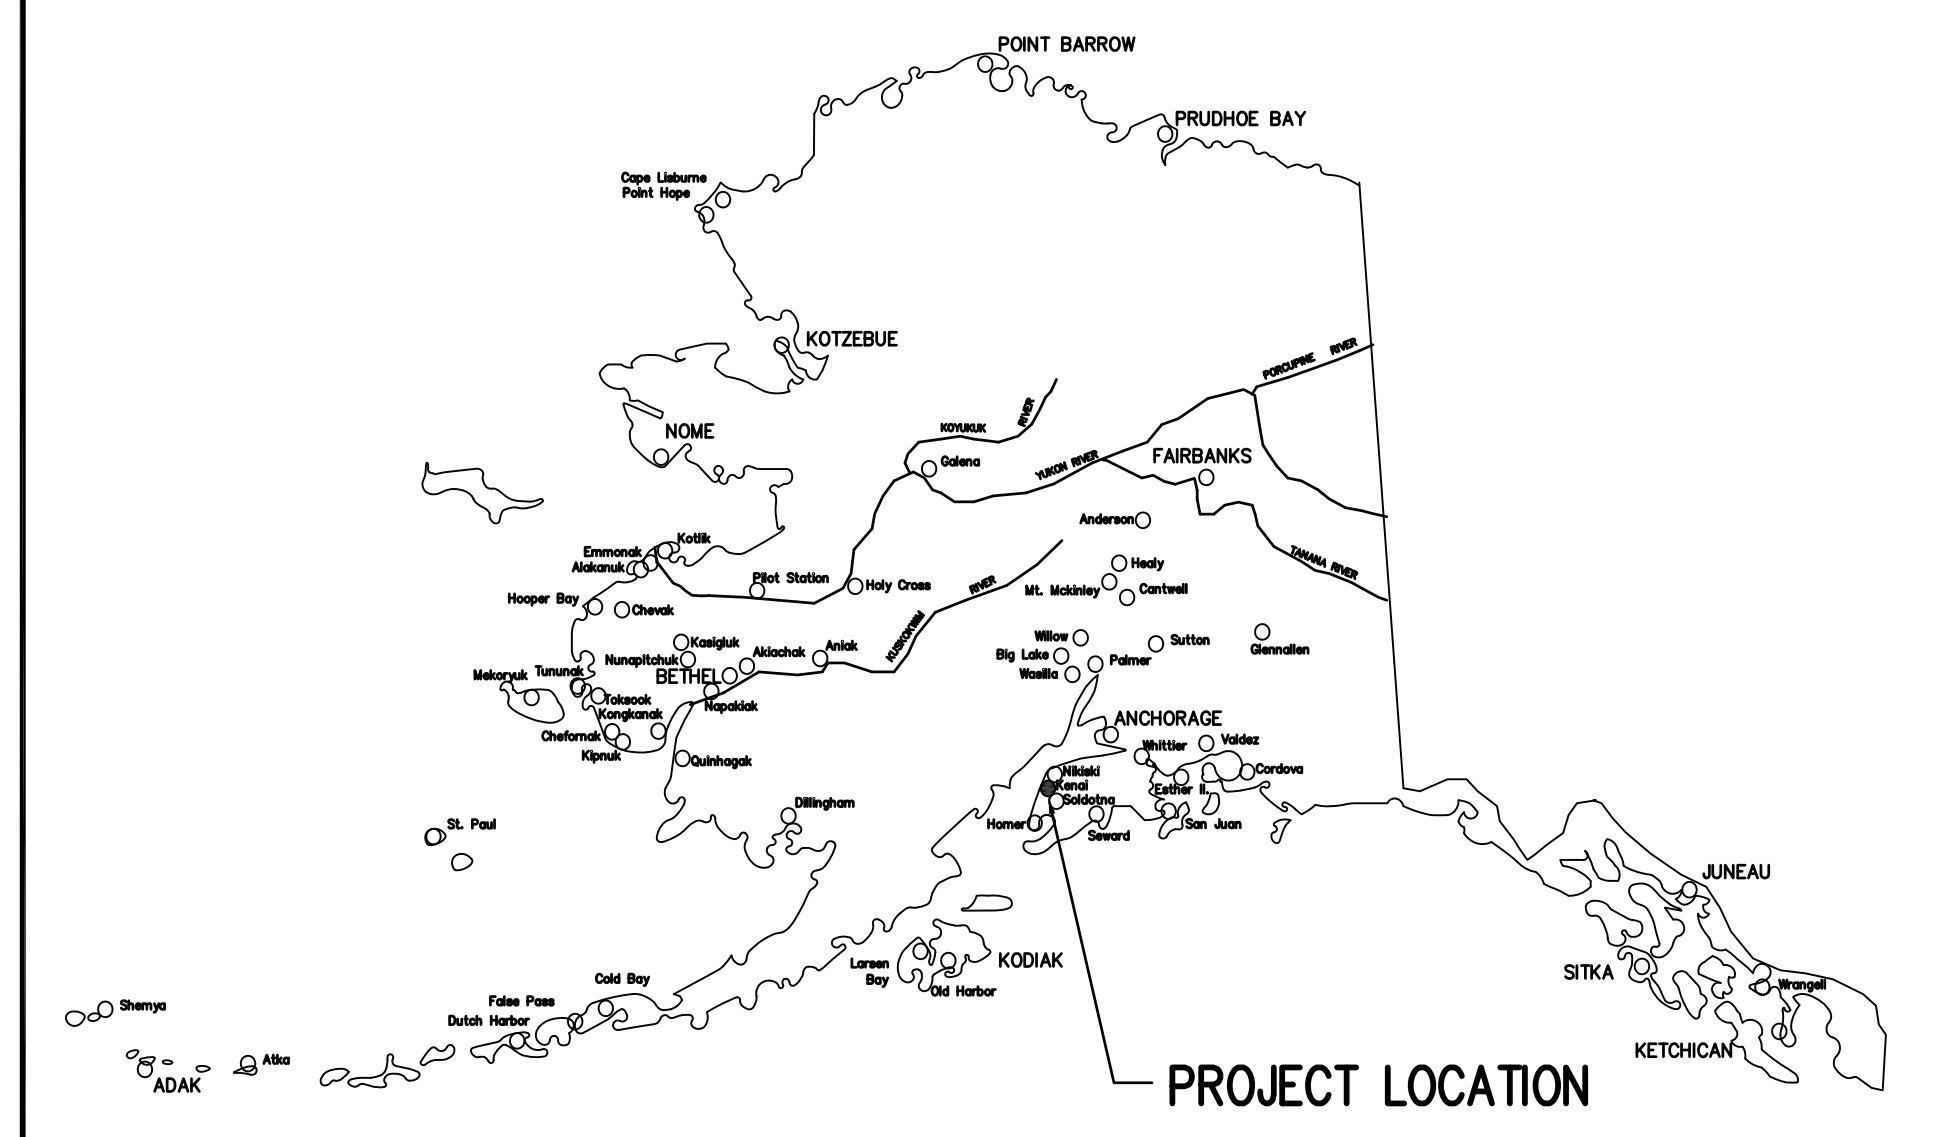 POINT BARROW
PRUDHOE BAY
Cape Lisburne
Point Hope
KOTZEBUE
PORCUPINE RIVER
NOME
KOYUKUK RIVER
Galena
YUKON RIVER
FAIRBANKS
Anderson
Kotlik
Emmonak
Alakanuk
TANANA RIVER
Healy
Pilot Station
Holy Cross
RIVER
Mt. Mckinley
Cantwell
Hooper Bay
Chevak
KUSKOKWIM
Willow
Sutton
Kasigluk
Aniak
Glennallen
Akiachak
Big Lake
Nunapitchuk
Palmer
Tununak
Mekoryuk
BETHEL
Wasilla
Toksook
Napakiak
Kongkanak
ANCHORAGE
Chefornak
Whittier
Valdez
Kipnuk
Quinhagak
Nikiski
Cordova
Kenai
Esther Il.
Soldotna
Dillingham
St. Paul
Homer
San Juan
Seward
JUNEAU
KODIAK
Larsen
Bay
SITKA
Cold Bay
Wrangell
Old Harbor
False Pass
Shemya
Dutch Harbor
KETCHICAN
Atka
ADAK
PROJECT LOCATION